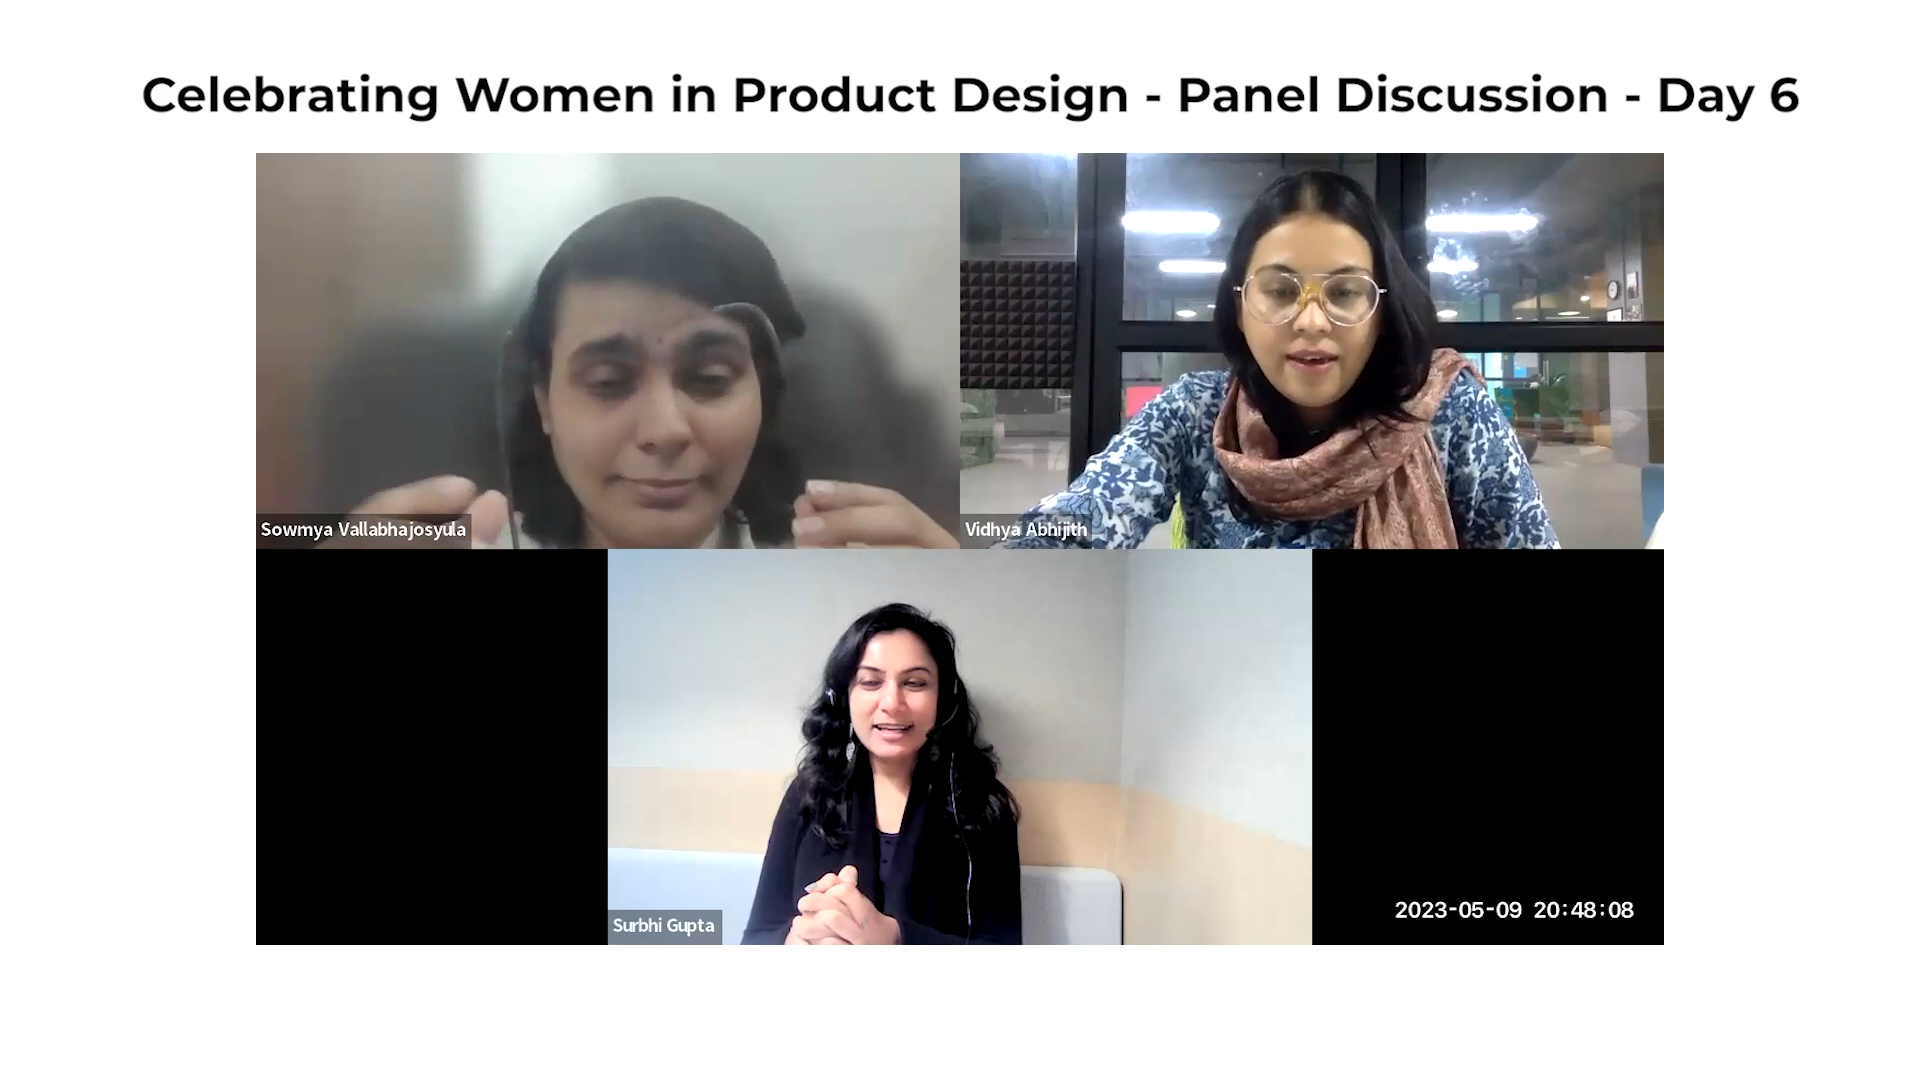 Celebrating Women in Product Design - Panel Discussion - Day 6
Sowmya Vallabhajosyula
Vidhya Abhijith
Surbhi Gupta
2023-05-09 20:48:08